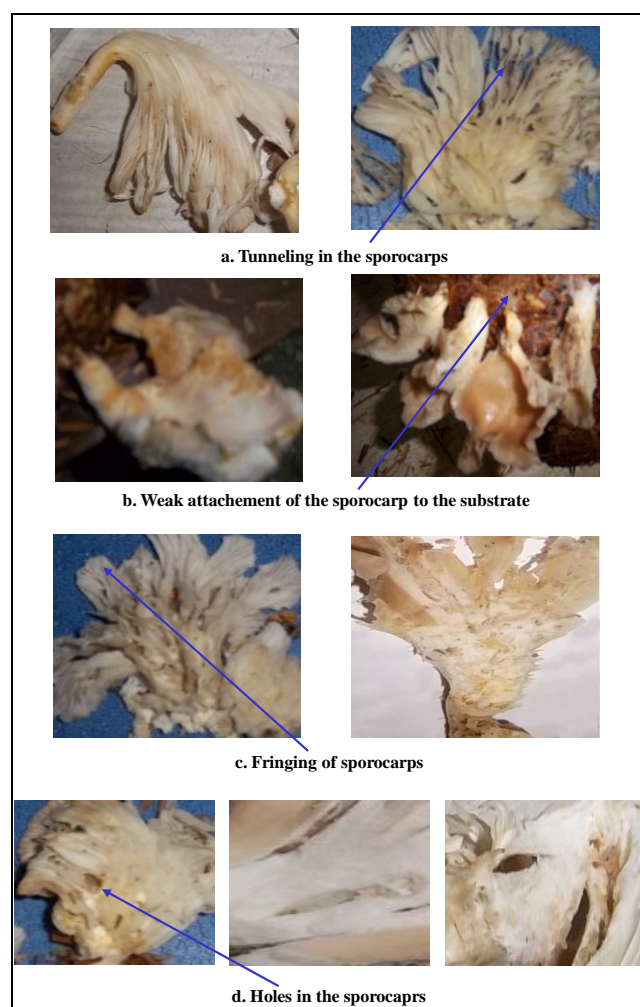 a. Tunneling in the sporocarps
b. Weak attachement of the sporocarp to the substrate
c. Fringing of sporocarps
d. Holes in the sporocaprs